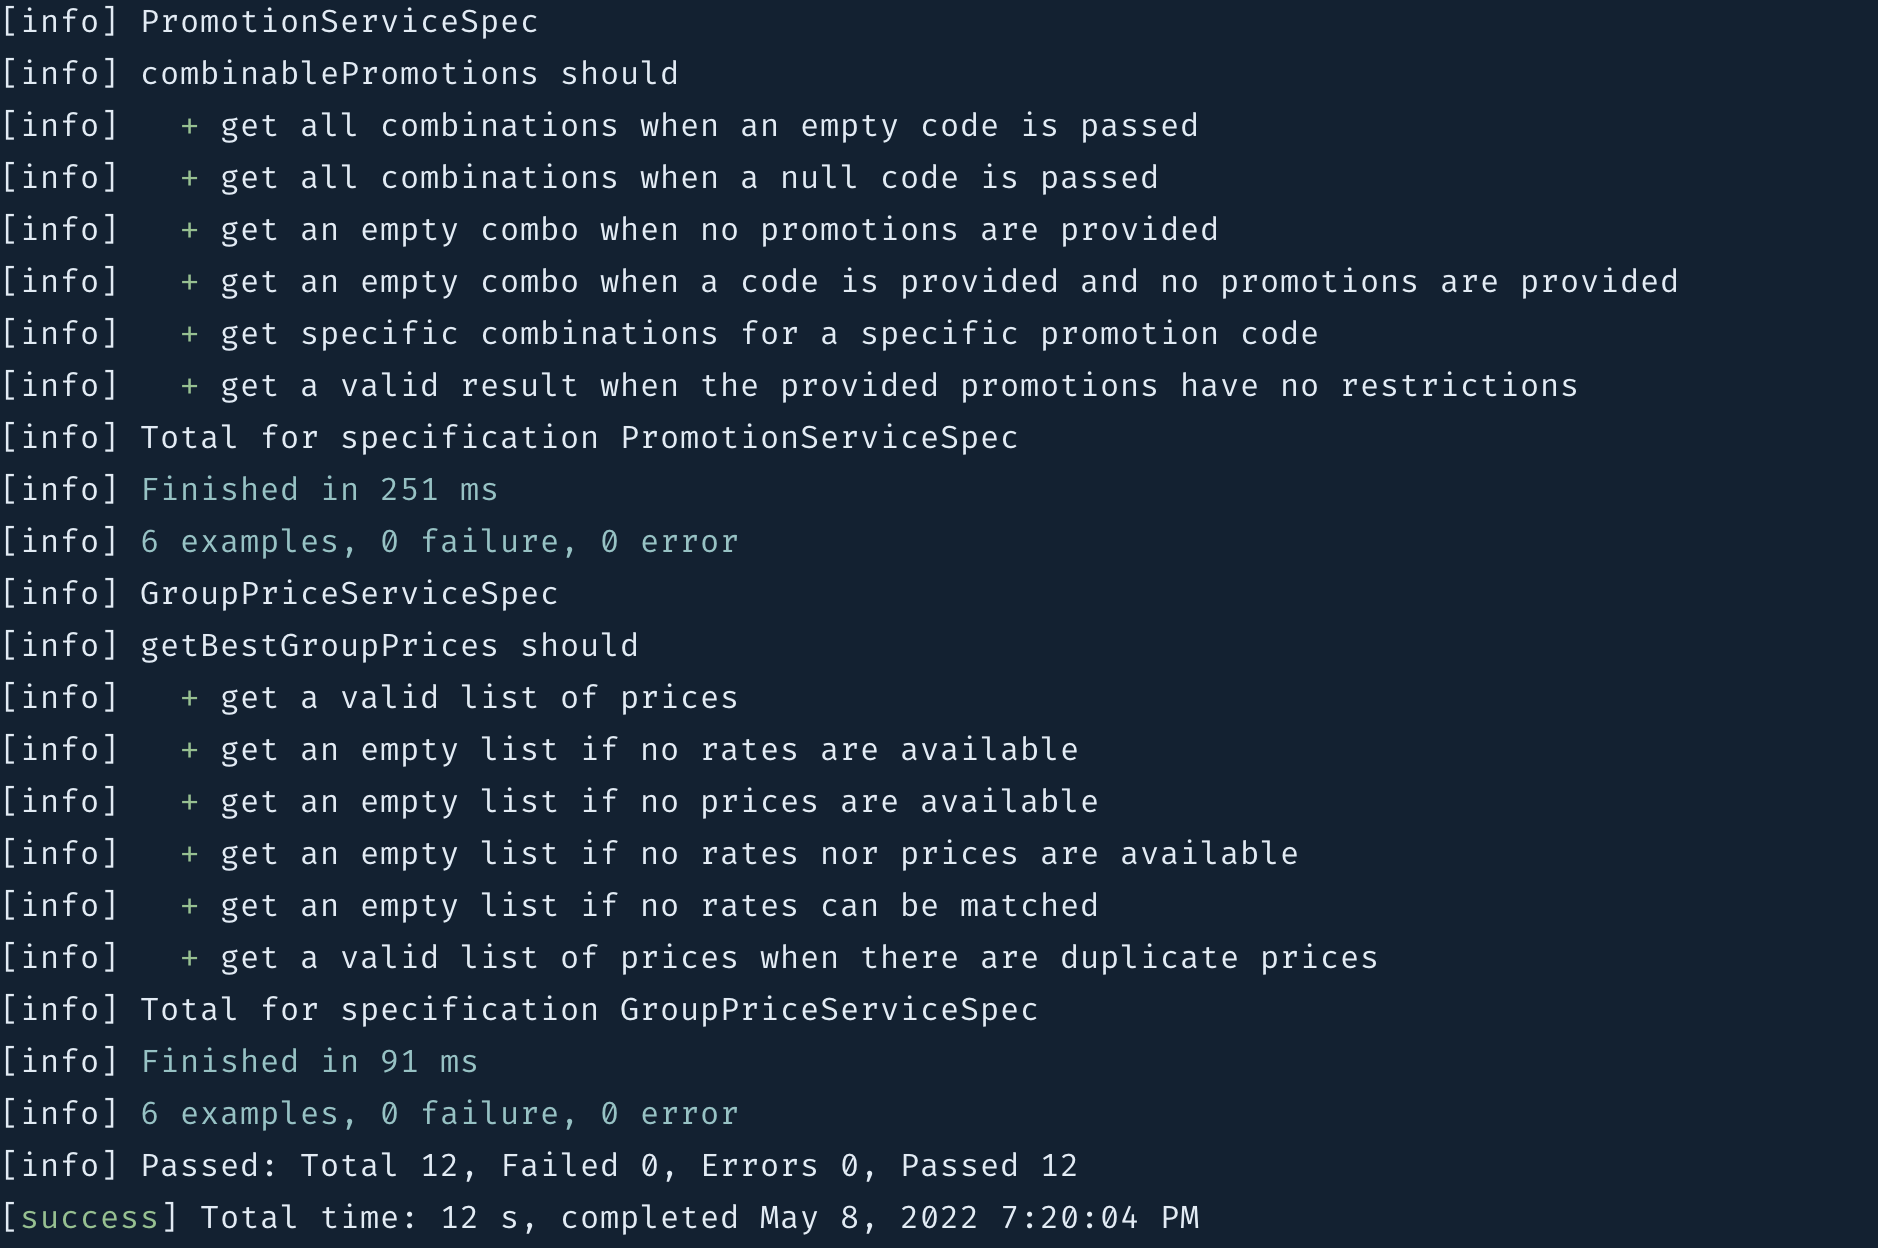 [info] PromotionServiceSpec
[info] combinablePromotions should
[info]   + get all combinations when an empty code is passed
[info]   + get all combinations when a null code is passed
[info]   + get an empty combo when no promotions are provided
[info]   + get an empty combo when a code is provided and no promotions are provided
[info]   + get specific combinations for a specific promotion code
[info]   + get a valid result when the provided promotions have no restrictions
[info] Total for specification PromotionServiceSpec
[info] Finished in 251 ms
[info] 6 examples, 0 failure, 0 error
[info] GroupPriceServiceSpec
[info] getBestGroupPrices should
[info]   + get a valid list of prices
[info]   + get an empty list if no rates are available
[info]   + get an empty list if no prices are available
[info]   + get an empty list if no rates nor prices are available
[info]   + get an empty list if no rates can be matched
[info]   + get a valid list of prices when there are duplicate prices
[info] Total for specification GroupPriceServiceSpec
[info] Finished in 91 ms
[info] 6 examples, 0 failure, 0 error
[info] Passed: Total 12, Failed 0, Errors 0, Passed 12
[success] Total time: 12 s, completed May 8, 2022 7:20:04 PM